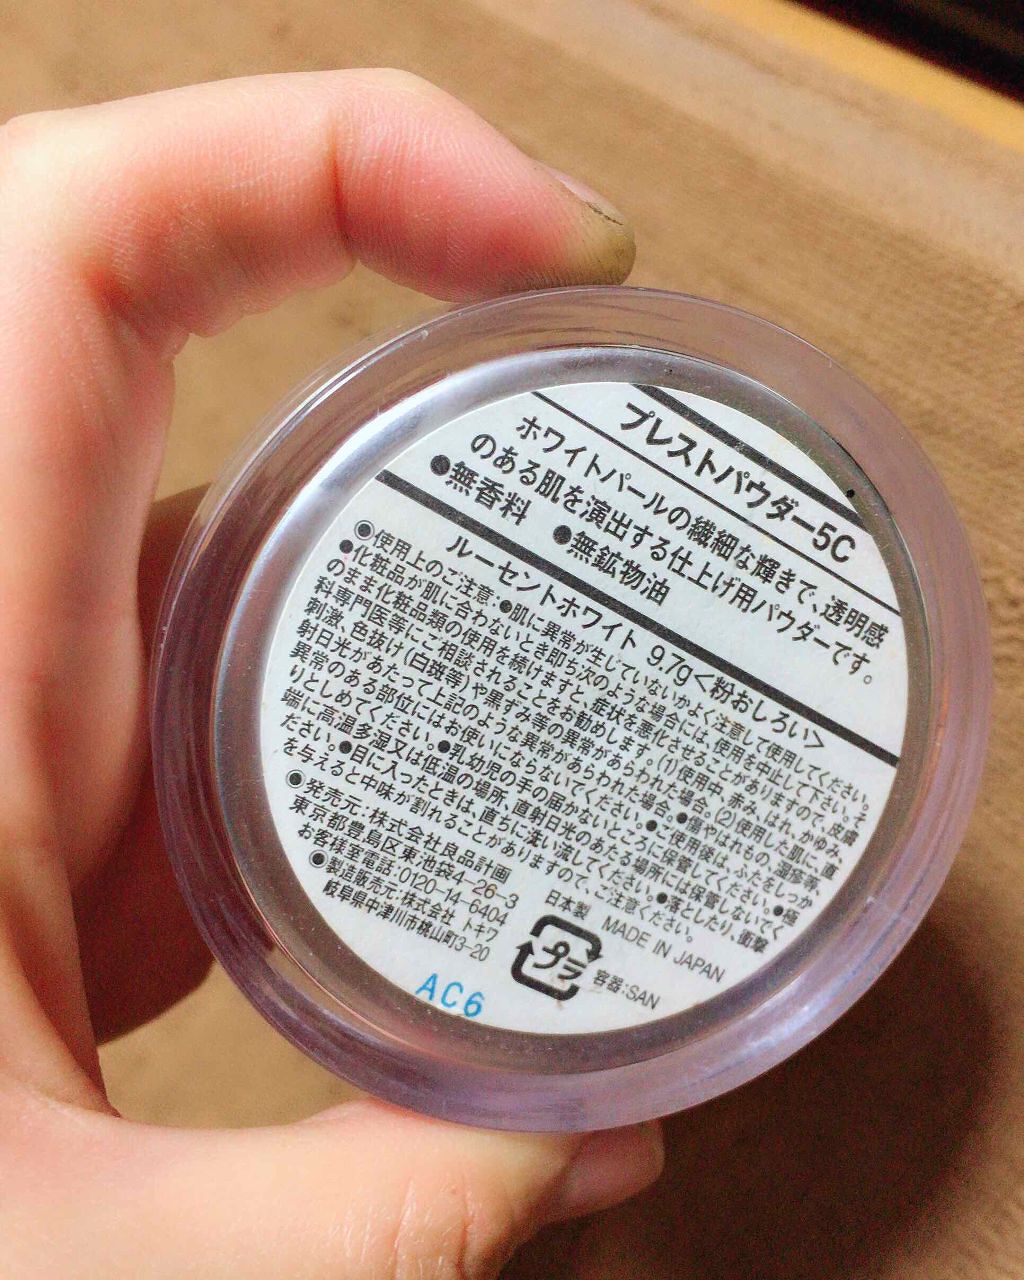 プレストパウダー5C
ホワイトパールの繊細な輝きで、透明感
のある肌を演出する仕上げ用パウダーです。
●無香料 ●無鉱物油
ルーセントホワイト 9.7g<粉おしろい>
◉使用上のご注意:●肌に異常が生じていないかよく注意して使用してください。
●化粧品が肌に合わないとき即ち次のような場合には、使用を中止して下さい。そ
のまま化粧品類の使用を続けますと、症状を悪化させることがありますので、皮膚
科専門医等にご相談されることをお勧めします。(1)使用中、赤み、はれ、かゆみ、
刺激、色抜け(白斑等)や黒ずみ等の異常があらわれた場合。(2)使用した肌に、直
射日光があたって上記のような異常があらわれた場合。●傷やはれもの、湿疹等、
異常のある部位にはお使いにならないでください。●ご使用後は、ふたをしっか
りとしめてください。●乳幼児の手の届かないところに保管してください。●極
端に高温多湿又は低温の場所、直射日光のあたる場所には保管しないでく
ださい。●目に入ったときは、直ちに洗い流してください。●落としたり、衝撃
を与えると中味が割れることがありますので、ご注意ください。
◉発売元:株式会社良品計画
東京都豊島区東池袋4-26-3
お客様室電話:0120-14-6404
◉製造販売元:株式会社 トキワ
岐阜県中津川市桃山町3-20
日本製 MADE IN JAPAN
プラ
容器:SAN
AC6